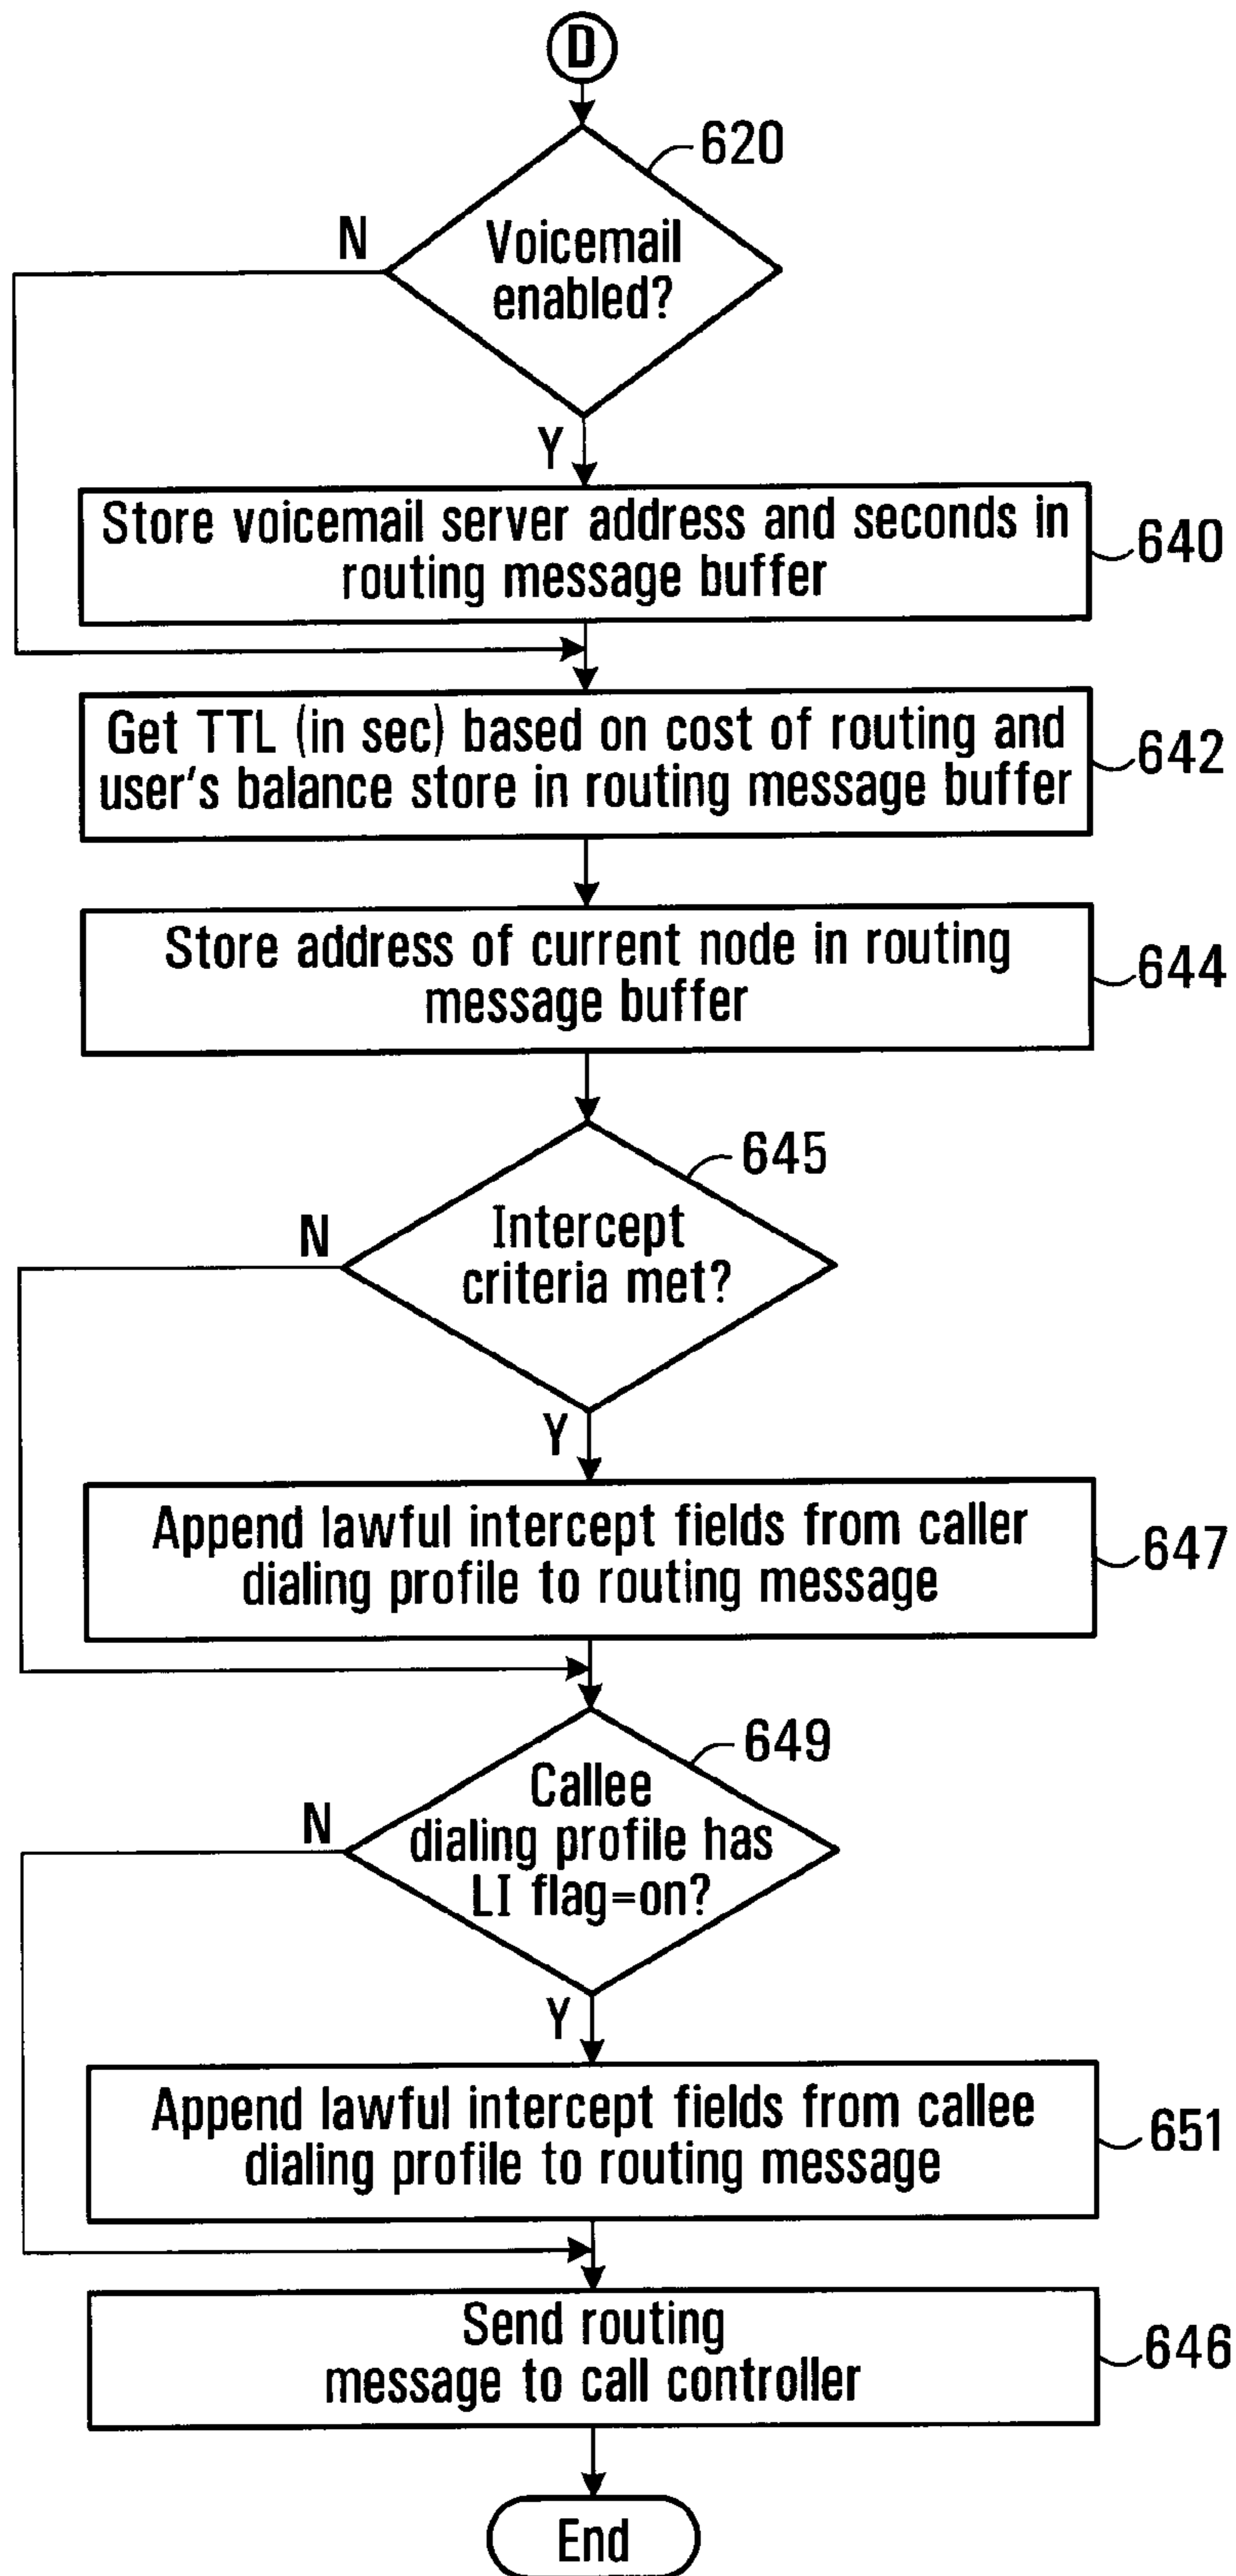 D
620
N
Voicemail
enabled?
Y
Store voicemail server address and seconds in
routing message buffer
640
Get TTL (in sec) based on cost of routing and
user's balance store in routing message buffer
642
Store address of current node in routing
message buffer
644
645
N
Intercept
criteria met?
Y
Append lawful intercept fields from caller
dialing profile to routing message
647
649
N
Callee
dialing profile has
LI flag=on?
Y
Append lawful intercept fields from callee
dialing profile to routing message
651
Send routing
message to call controller
646
End